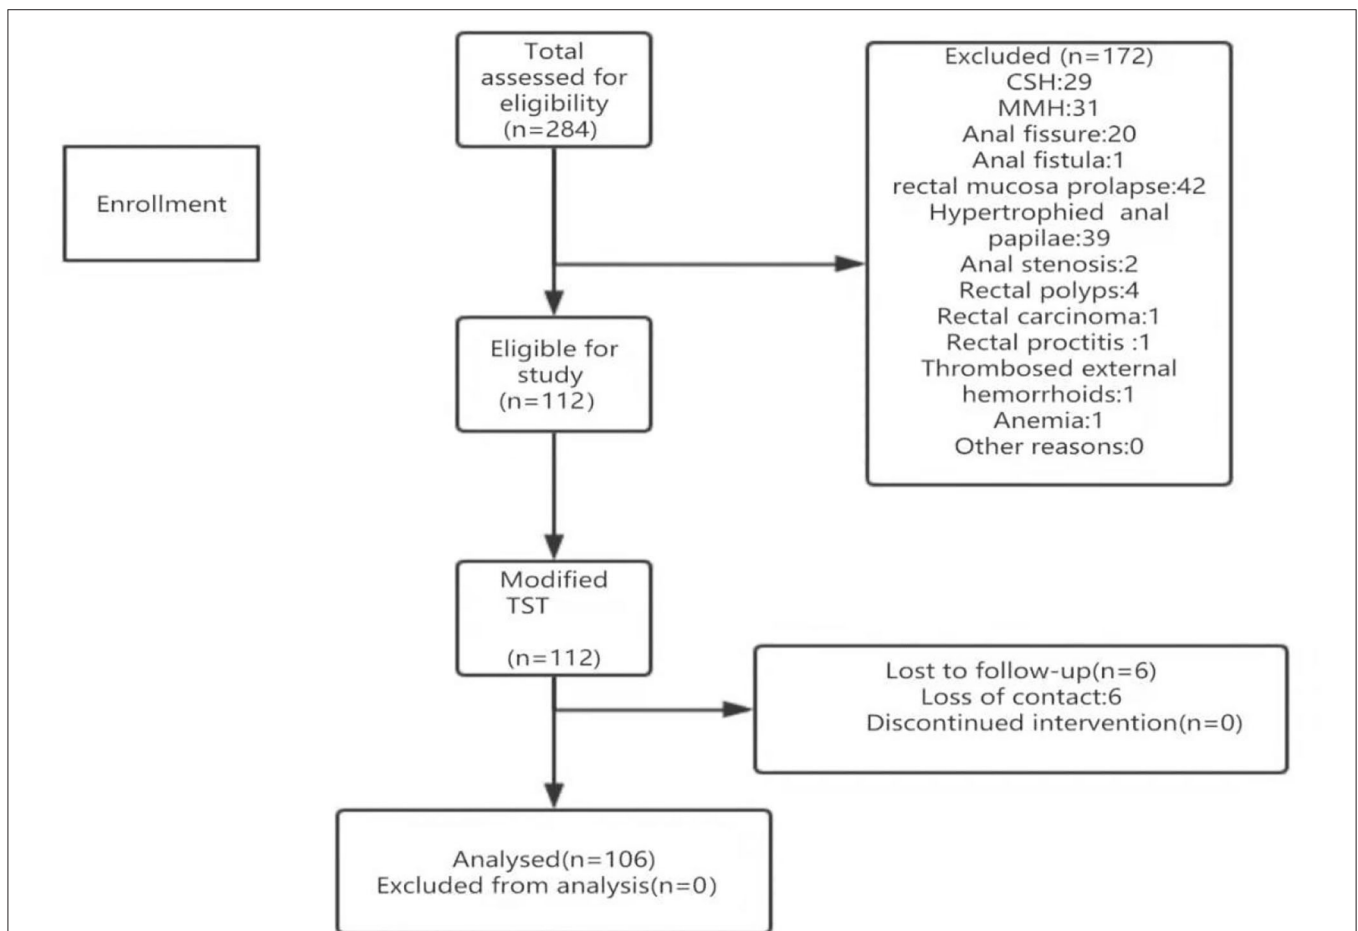 Total
assessed for
eligibility
(n=284)
Excluded (n=172)
CSH:29
MMH:31
Anal fissure:20
Anal fistula:1
rectal mucosa prolapse:42
Hypertrophied anal
papilae:39
Anal stenosis:2
Rectal polyps:4
Rectal carcinoma:1
Rectal proctitis :1
Thrombosed external
hemorrhoids:1
Anemia:1
Other reasons:0
Enrollment
Eligible for
study
(n=112)
Modified
TST
(n=112)
Lost to follow-up(n=6)
Loss of contact:6
Discontinued intervention(n=0)
Analysed(n=106)
Excluded from analysis(n=0)